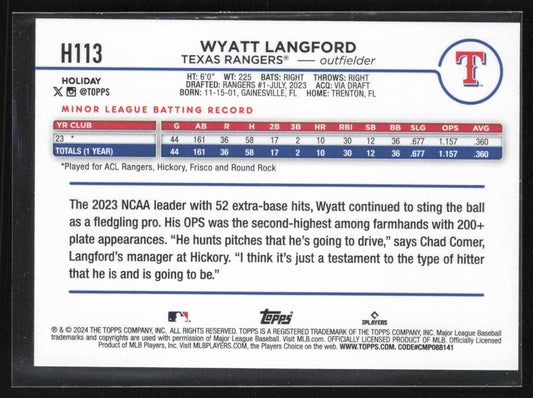 H113
WYATT LANGFORD
TEXAS RANGERS® — outfielder
T
HOLIDAY
@TOPPS
HT: 6'0" WT: 225 BATS: RIGHT THROWS: RIGHT
DRAFTED: RANGERS #1-JULY, 2023 ACQ: VIA DRAFT
BORN: 11-15-01, GAINESVILLE, FL HOME: TRENTON, FL
MINOR LEAGUE BATTING RECORD
YR CLUB G AB R H 2B 3B HR RBI SB BB SLG OPS AVG
23 * 44 161 36 58 17 2 10 30 12 36 .677 1.157 .360
TOTALS (1 YEAR) 44 161 36 58 17 2 10 30 12 36 .677 1.157 .360
*Played for ACL Rangers, Hickory, Frisco and Round Rock
The 2023 NCAA leader with 52 extra-base hits, Wyatt continued to sting the ball
as a fledgling pro. His OPS was the second-highest among farmhands with 200+
plate appearances. “He hunts pitches that he's going to drive,” says Chad Comer,
Langford's manager at Hickory. “I think it's just a testament to the type of hitter
that he is and is going to be.”
topps
PLAYERS
® & © 2024 THE TOPPS COMPANY, INC. ALL RIGHTS RESERVED. TOPPS IS A REGISTERED TRADEMARK OF THE TOPPS COMPANY, INC. Major League Baseball
trademarks and copyrights are used with permission of Major League Baseball. Visit MLB.com. OFFICIALLY LICENSED PRODUCT OF MLB. Officially Licensed
Product of MLB Players, Inc. Visit MLBPLAYERS.com, the Players Choice on the web. WWW.TOPPS.COM. CODE#CMP088141